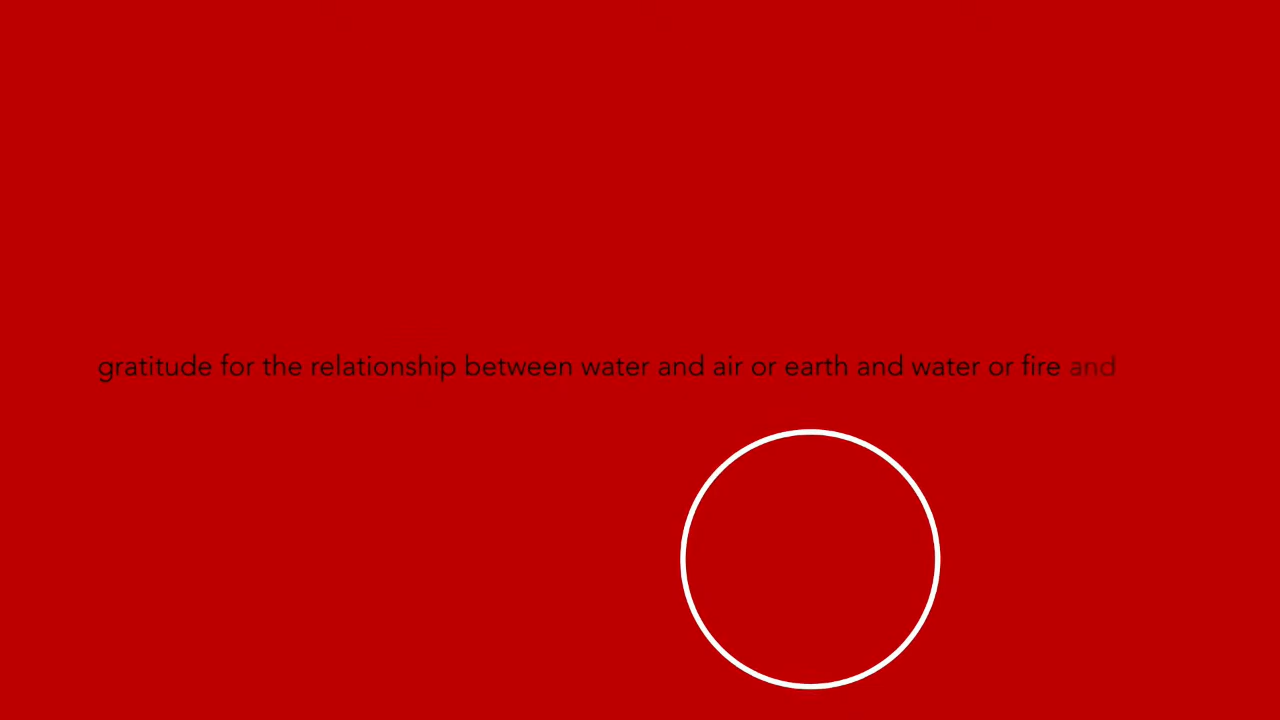 gratitude for the relationship between water and air or earth and water or fire and